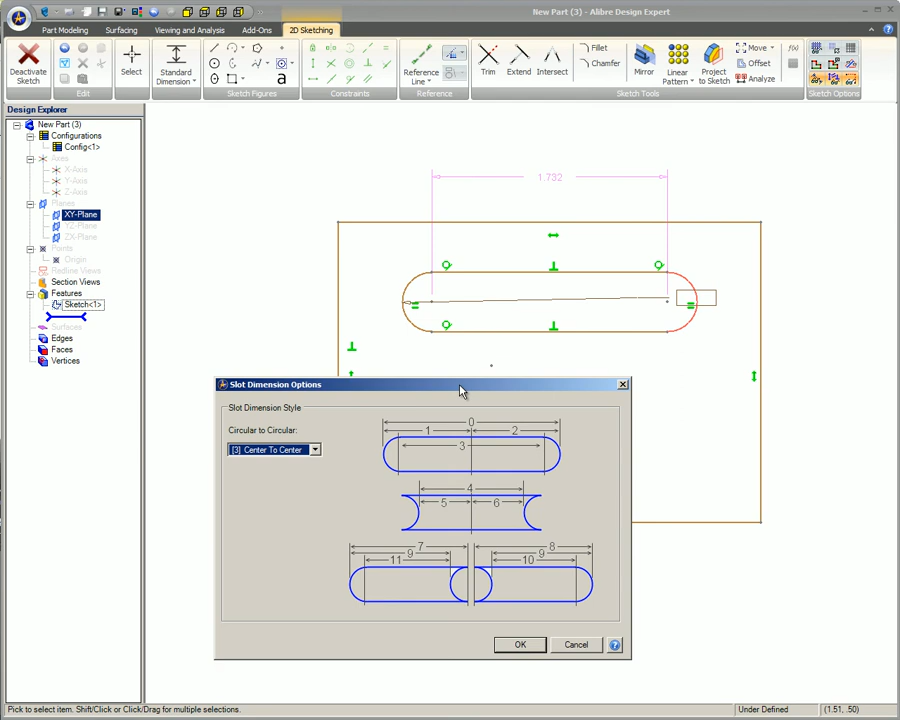 New Part (3) - Alibre Design Expert
Part Modeling
Surfacing
Viewing and Analysis
Add-Ons
2D Sketching
Deactivate
Sketch
Edit
Select
Standard
Dimension
Sketch Figures
Constraints
Reference
Line
Reference
Trim
Extend
Intersect
Fillet
Chamfer
Mirror
Linear
Pattern
Project
to Sketch
Move
Offset
Analyze
f(x)
Sketch Tools
Sketch Options
Design Explorer
New Part (3)
Configurations
Config<1>
Axes
X-Axis
Y-Axis
Z-Axis
Planes
XY-Plane
YZ-Plane
ZX-Plane
Points
Origin
Redline Views
Section Views
Features
Sketch<1>
Surfaces
Edges
Faces
Vertices
1.732
Slot Dimension Options
Slot Dimension Style
Circular to Circular:
[3] Center To Center
0
1 2
3
4
5 6
7 8
9 9
11 10
OK
Cancel
Pick to select item. Shift/Click or Click/Drag for multiple selections.
Under Defined
(1.51, .50)